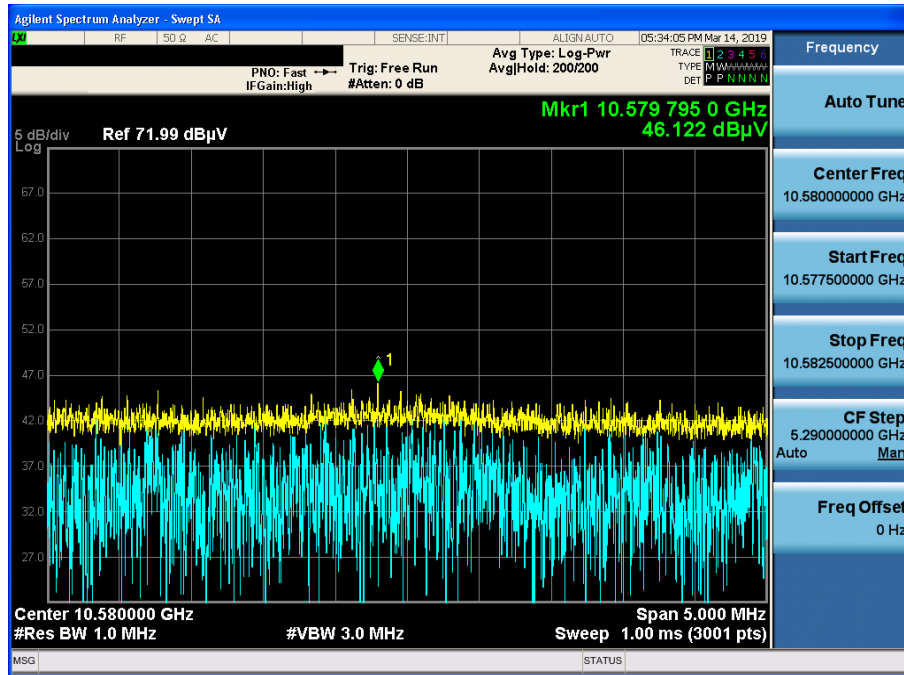 Agilent Spectrum Analyzer - Swept SA
LXI RF 50 Ω AC SENSE:INT ALIGN AUTO 05:34:05 PM Mar 14, 2019
Frequency
PNO: Fast
IFGain:High
Trig: Free Run
#Atten: 0 dB
Avg Type: Log-Pwr
Avg|Hold: 200/200
TRACE 1 2 3 4 5 6
TYPE M WWWWWW
DET P P N N N N
Auto Tune
Mkr1 10.579 795 0 GHz
46.122 dBµV
5 dB/div Ref 71.99 dBµV
Log
67.0
62.0
57.0
52.0
47.0
42.0
37.0
32.0
27.0
1
Center Freq
10.580000000 GHz
Start Freq
10.577500000 GHz
Stop Freq
10.582500000 GHz
CF Step
5.290000000 GHz
Auto Man
Freq Offset
0 Hz
Center 10.580000 GHz Span 5.000 MHz
#Res BW 1.0 MHz #VBW 3.0 MHz Sweep 1.00 ms (3001 pts)
MSG STATUS